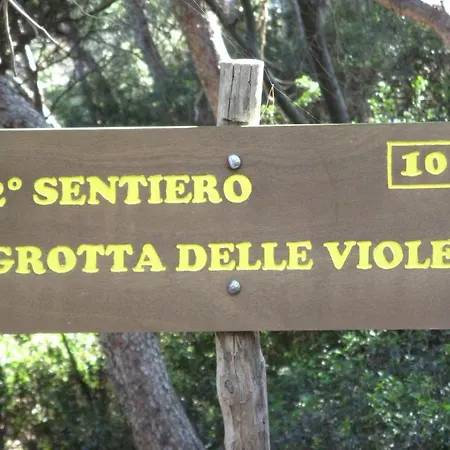 2° SENTIERO
10
GROTTA DELLE VIOLE